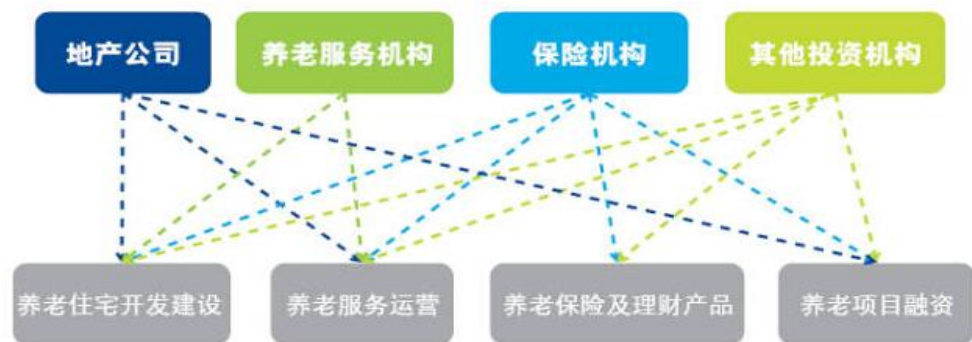 地产公司
养老服务机构
保险机构
其他投资机构
养老住宅开发建设
养老服务运营
养老保险及理财产品
养老项目融资